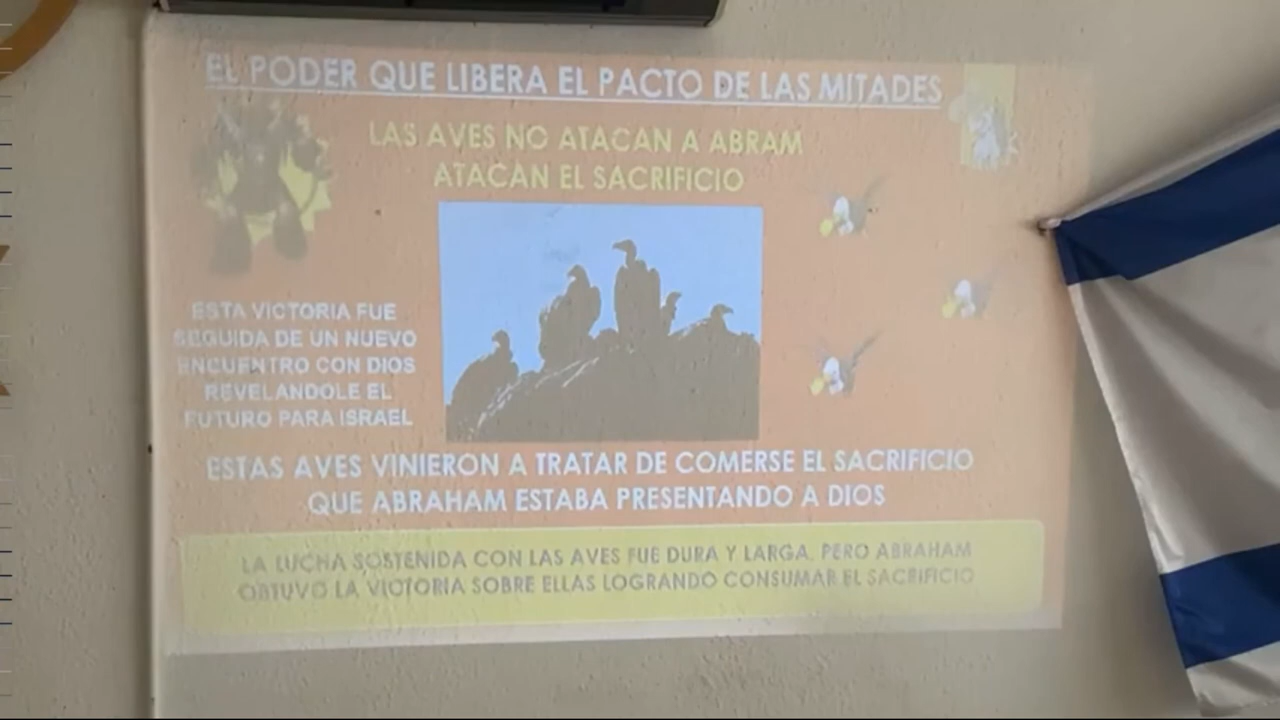 EL PODER QUE LIBERA EL PACTO DE LAS MITADES
LAS AVES NO ATACAN A ABRAM
ATACAN EL SACRIFICIO
ESTA VICTORIA FUE
SEGUIDA DE UN NUEVO
ENCUENTRO CON DIOS
REVELANDOLE EL
FUTURO PARA ISRAEL
ESTAS AVES VINIERON A TRATAR DE COMERSE EL SACRIFICIO
QUE ABRAHAM ESTABA PRESENTANDO A DIOS
LA LUCHA SOSTENIDA CON LAS AVES FUE DURA Y LARGA, PERO ABRAHAM
OBTUVO LA VICTORIA SOBRE ELLAS LOGRANDO CONSUMAR EL SACRIFICIO